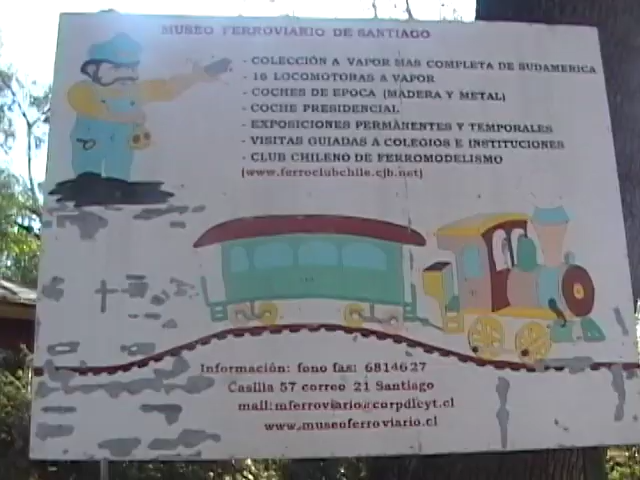 MUSEO FERROVIARIO DE SANTIAGO
- COLECCIÓN A VAPOR MAS COMPLETA DE SUDAMERICA
- 16 LOCOMOTORAS A VAPOR
- COCHES DE EPOCA (MADERA Y METAL)
- COCHE PRESIDENCIAL
- EXPOSICIONES PERMANENTES Y TEMPORALES
- VISITAS GUIADAS A COLEGIOS E INSTITUCIONES
- CLUB CHILENO DE FERROMODELISMO
(www.ferroclubchile.cjb.net)
Información: fono fax: 6814627
Casilla 57 correo 21 Santiago
mail: mferroviario@corpdicyt.cl
www.museoferroviario.cl